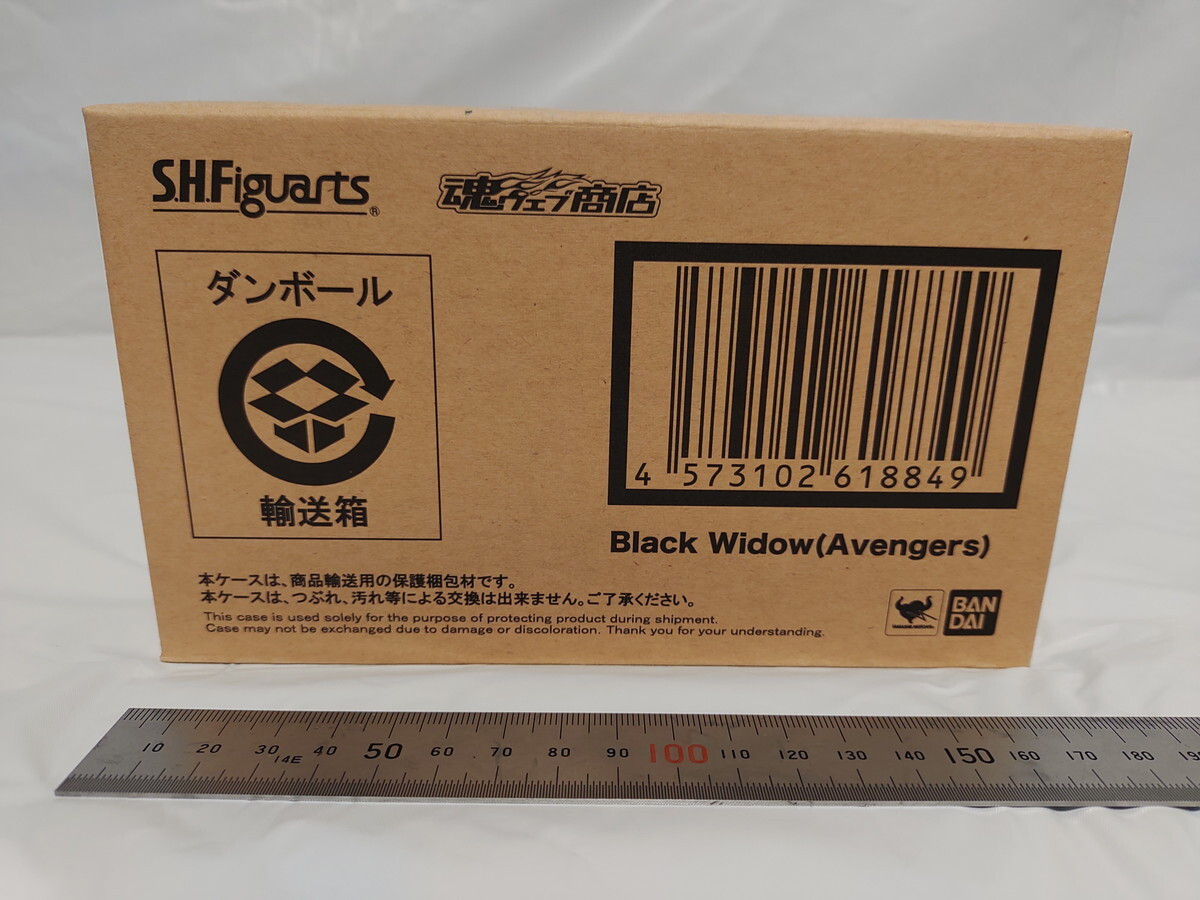 S.H.Figuarts®
魂ウェブ商店
ダンボール
輸送箱
4 573102 618849
Black Widow(Avengers)
本ケースは、商品輸送用の保護梱包材です。
本ケースは、つぶれ、汚れ等による交換は出来ません。ご了承ください。
This case is used solely for the purpose of protecting product during shipment.
Case may not be exchanged due to damage or discoloration. Thank you for your understanding.
BAN
DAI
10 20 30 40 50 60 70 80 90 100 110 120 130 140 150 160 170 180
14E